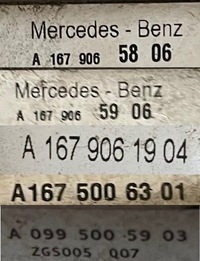 Mercedes - Benz
A 167 906 58 06
Mercedes - Benz
A 167 906 59 06
A 167 906 19 04
A167 500 63 01
A 099 500 59 03
ZGS005 Q07